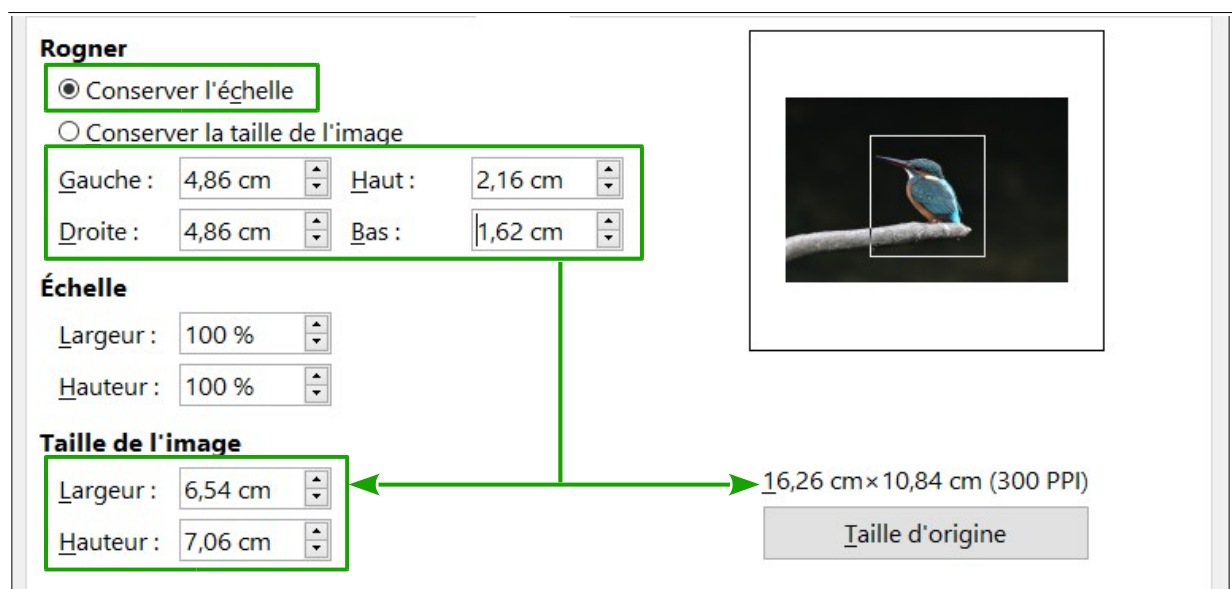 Rogner
Conserver l'échelle
Conserver la taille de l'image
Gauche : 4,86 cm Haut : 2,16 cm
Droite : 4,86 cm Bas : 1,62 cm
Échelle
Largeur : 100 %
Hauteur : 100 %
Taille de l'image
Largeur : 6,54 cm
16,26 cm×10,84 cm (300 PPI)
Hauteur : 7,06 cm
Taille d'origine